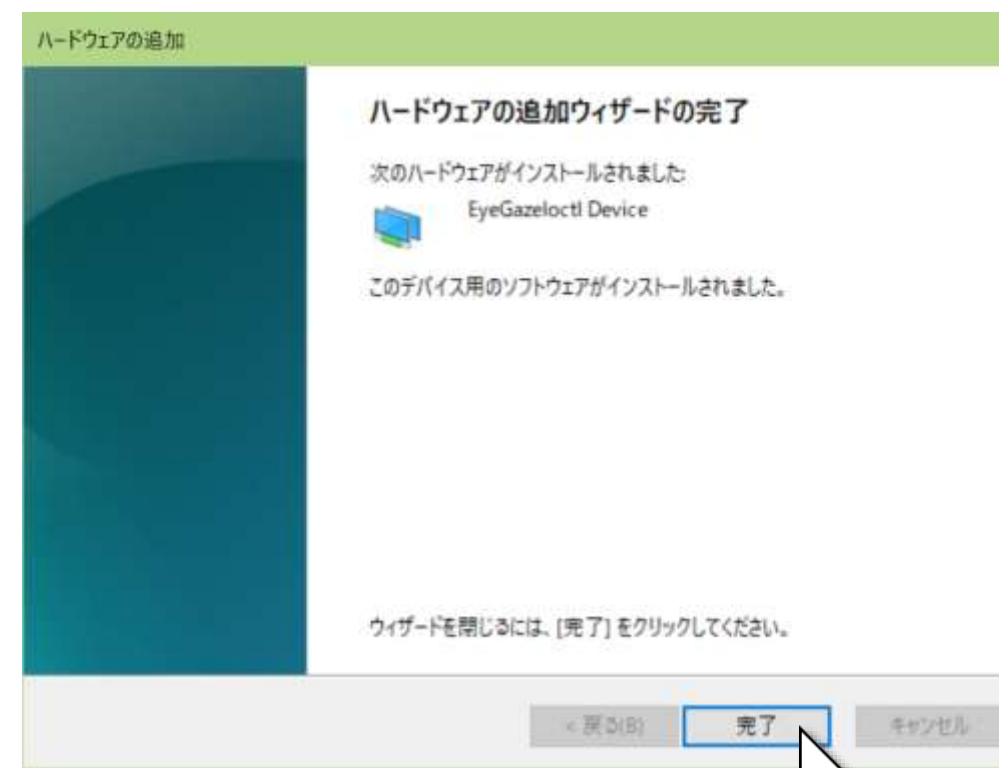 ハードウェアの追加
ハードウェアの追加ウィザードの完了
次のハードウェアがインストールされました:
EyeGazeIoctl Device
このデバイス用のソフトウェアがインストールされました。
ウィザードを閉じるには、[完了] をクリックしてください。
< 戻る(B)
完了
キャンセル